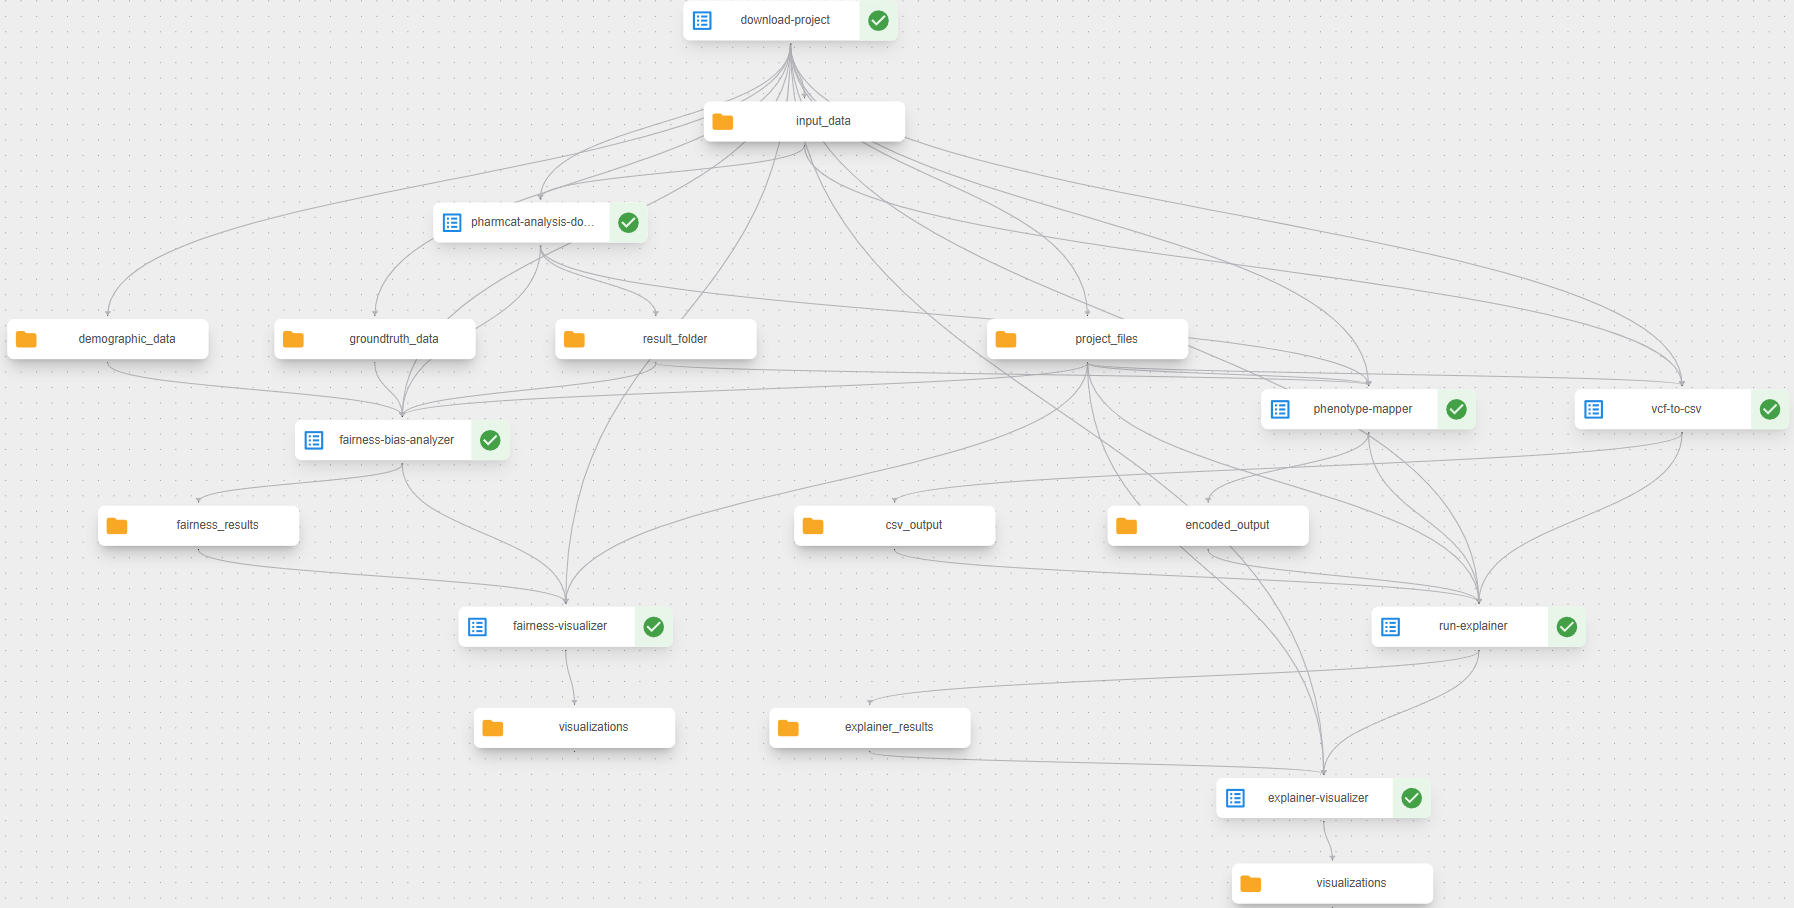 download-project
input_data
pharmcat-analysis-do...
demographic_data
groundtruth_data
result_folder
project_files
phenotype-mapper
vcf-to-csv
fairness-bias-analyzer
fairness_results
csv_output
encoded_output
fairness-visualizer
run-explainer
visualizations
explainer_results
explainer-visualizer
visualizations